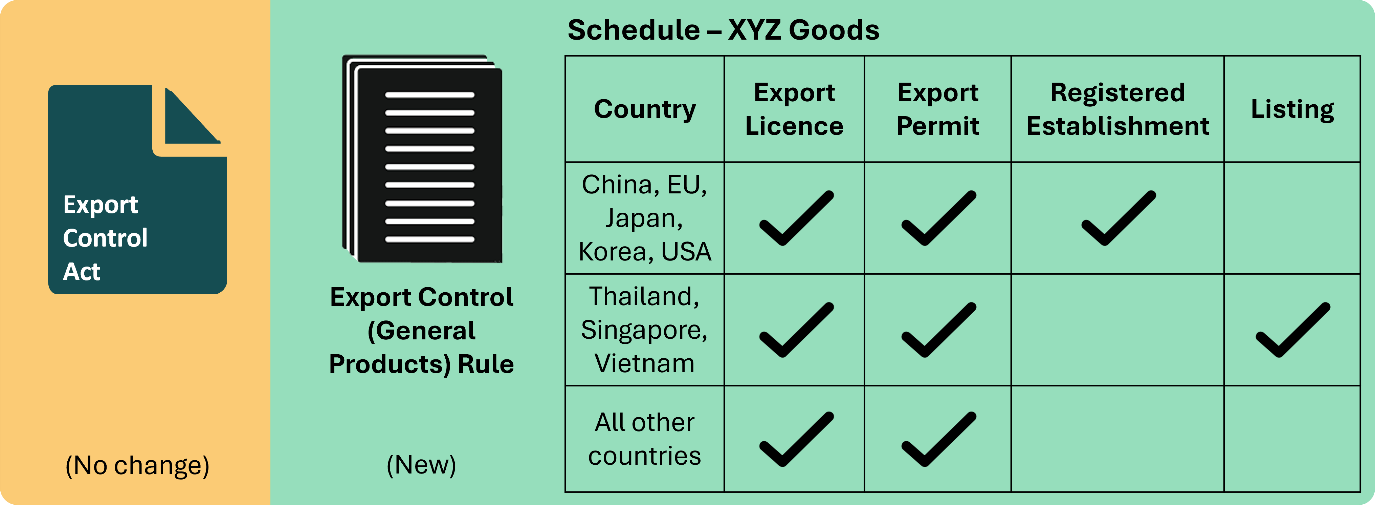 Export
Control
Act
(No change)
Export Control
(General
Products) Rule
(New)
Schedule – XYZ Goods
Country
Export
Licence
Export
Permit
Registered
Establishment
Listing
China, EU,
Japan,
Korea, USA
Thailand,
Singapore,
Vietnam
All other
countries